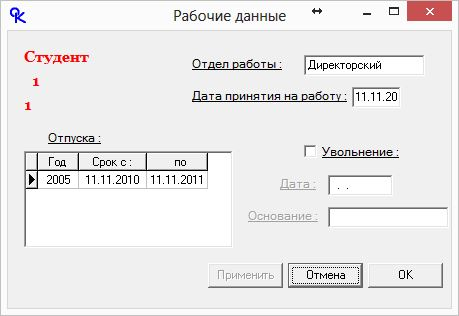 Рабочие данные
Студент
1
1
Отдел работы :
Директорский
Дата принятия на работу :
11.11.20
Отпуска :
Год Срок с : по
2005 11.11.2010 11.11.2011
Увольнение :
Дата :
. .
Основание :
Применить Отмена OK